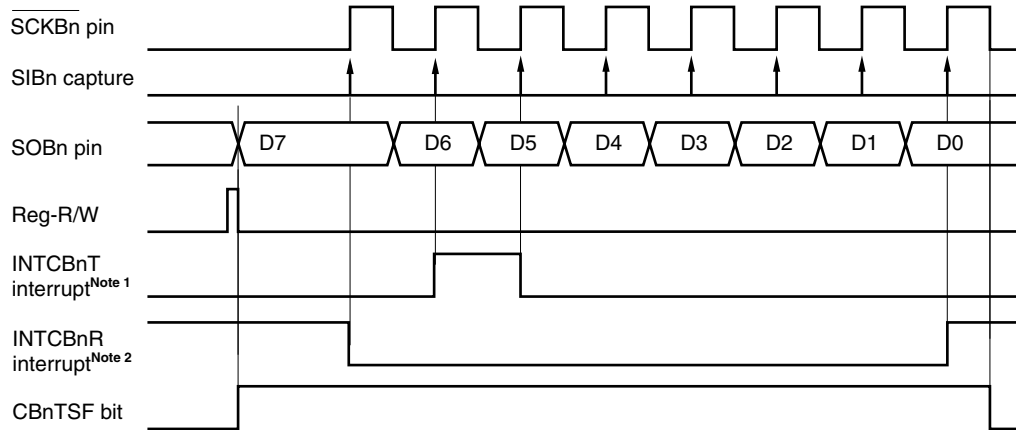 SCKBn pin
SIBn capture
SOBn pin
D7 D6 D5 D4 D3 D2 D1 D0
Reg-R/W
INTCBnT
interruptNote 1
INTCBnR
interruptNote 2
CBnTSF bit